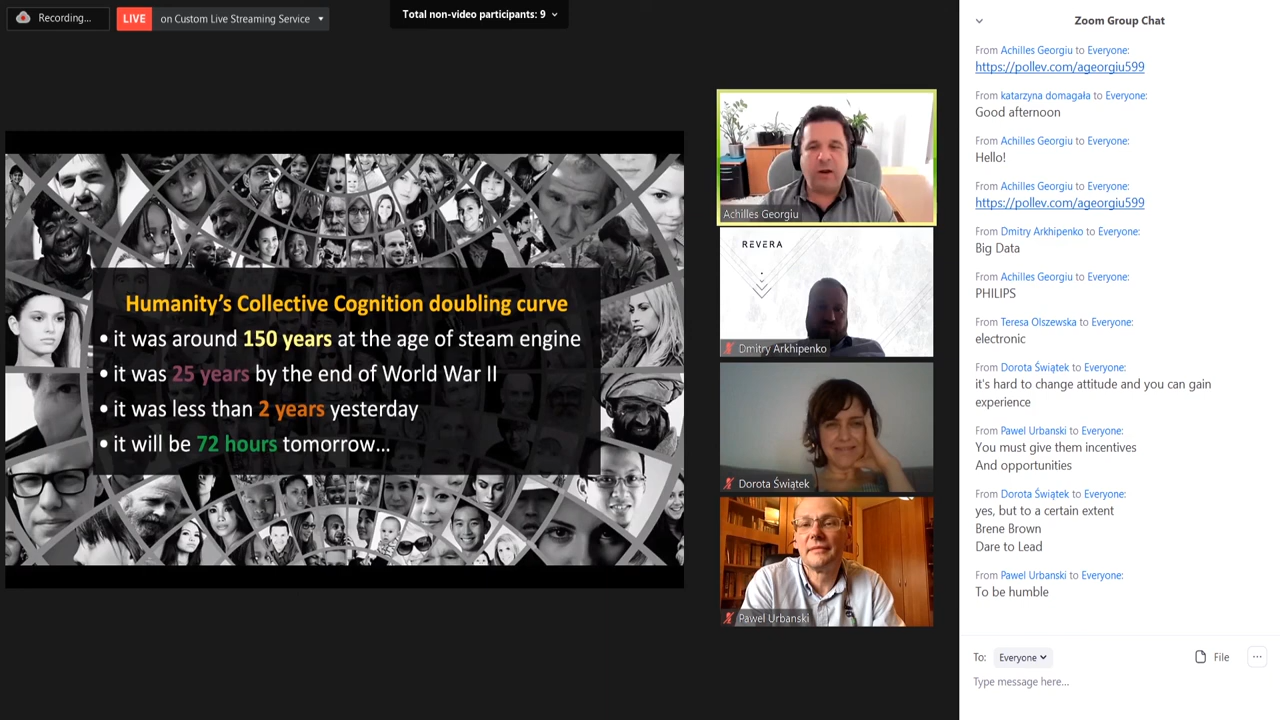 Recording...
LIVE on Custom Live Streaming Service
Total non-video participants: 9
Humanity's Collective Cognition doubling curve
• it was around 150 years at the age of steam engine
• it was 25 years by the end of World War II
• it was less than 2 years yesterday
• it will be 72 hours tomorrow...
Achilles Georgiu
REVERA
Dmitry Arkhipenko
Dorota Świątek
Pawel Urbanski
Zoom Group Chat
From Achilles Georgiu to Everyone:
https://pollev.com/ageorgiu599
From katarzyna domagała to Everyone:
Good afternoon
From Achilles Georgiu to Everyone:
Hello!
From Achilles Georgiu to Everyone:
https://pollev.com/ageorgiu599
From Dmitry Arkhipenko to Everyone:
Big Data
From Achilles Georgiu to Everyone:
PHILIPS
From Teresa Olszewska to Everyone:
electronic
From Dorota Świątek to Everyone:
it's hard to change attitude and you can gain
experience
From Pawel Urbanski to Everyone:
You must give them incentives
And opportunities
From Dorota Świątek to Everyone:
yes, but to a certain extent
Brene Brown
Dare to Lead
From Pawel Urbanski to Everyone:
To be humble
To: Everyone File ...
Type message here...